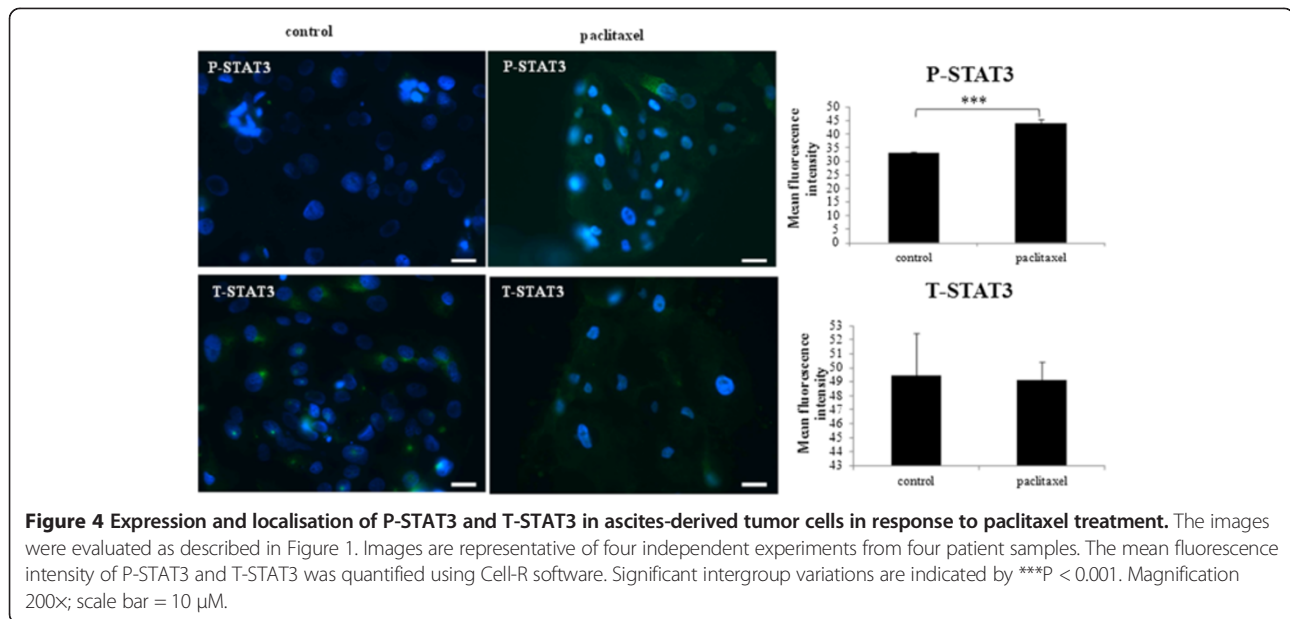 control
paclitaxel
P-STAT3
P-STAT3
T-STAT3
T-STAT3
P-STAT3
***
Mean fluorescence
intensity
50
45
40
35
30
25
20
15
10
5
0
control
paclitaxel
T-STAT3
Mean fluorescence
intensity
53
52
51
50
49
48
47
46
45
44
43
control
paclitaxel
Figure 4 Expression and localisation of P-STAT3 and T-STAT3 in ascites-derived tumor cells in response to paclitaxel treatment. The images
were evaluated as described in Figure 1. Images are representative of four independent experiments from four patient samples. The mean fluorescence
intensity of P-STAT3 and T-STAT3 was quantified using Cell-R software. Significant intergroup variations are indicated by ***P < 0.001. Magnification
200×; scale bar = 10 μM.